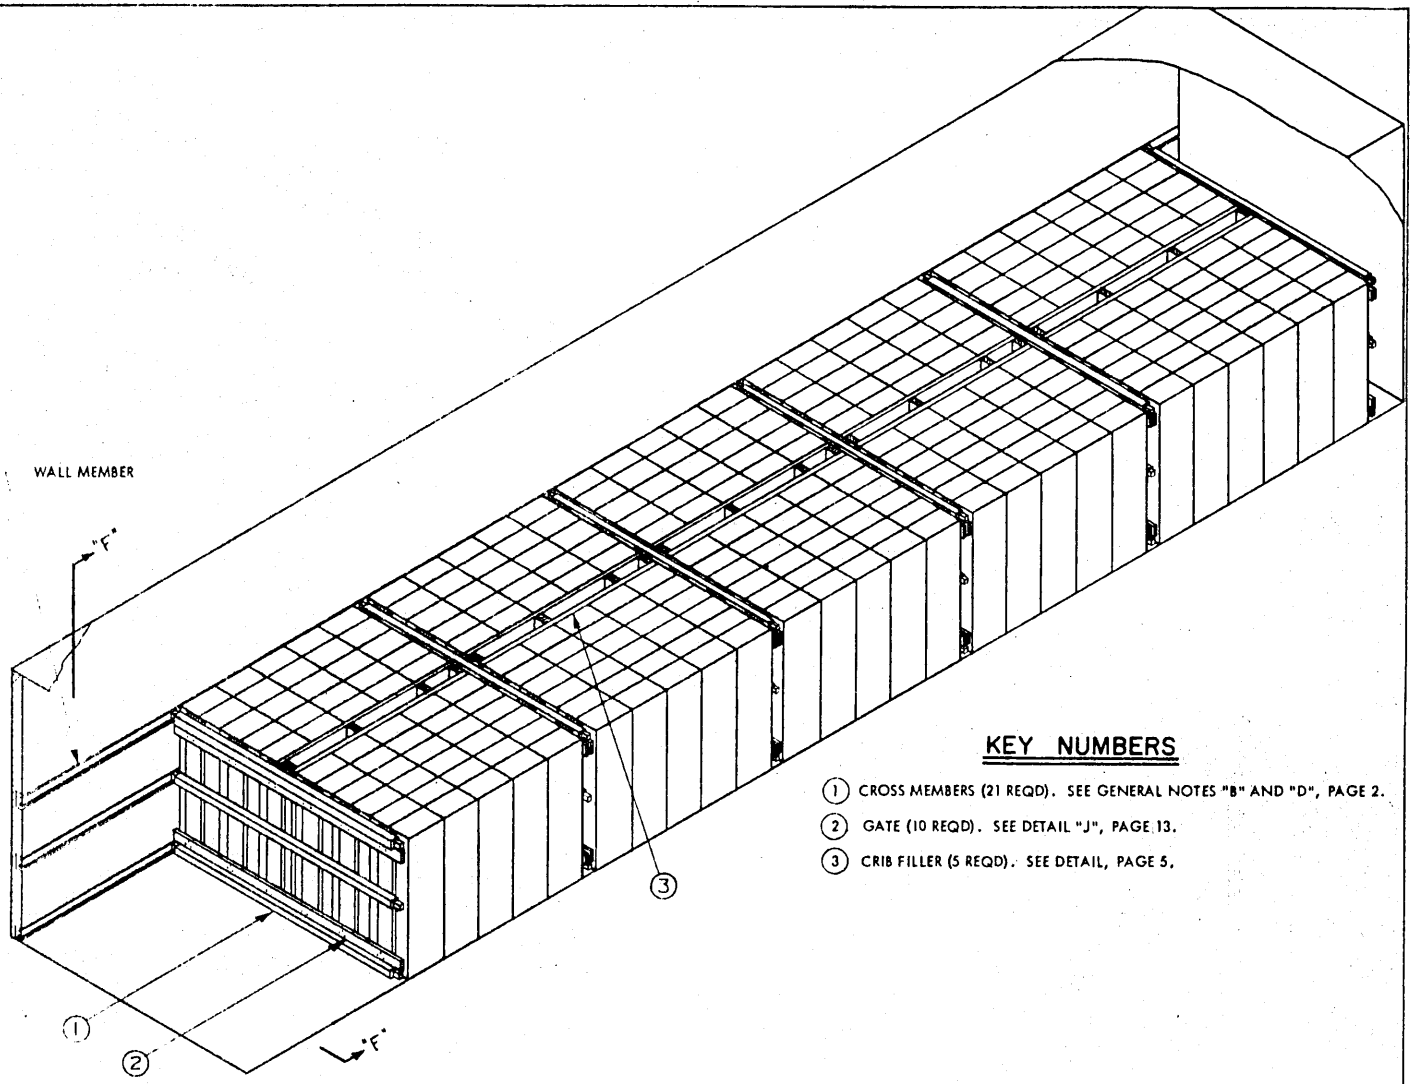 WALL MEMBER
"F"
KEY NUMBERS
1 CROSS MEMBERS (21 REQD). SEE GENERAL NOTES "B" AND "D", PAGE 2.
2 GATE (10 REQD). SEE DETAIL "J", PAGE 13.
3 CRIB FILLER (5 REQD). SEE DETAIL, PAGE 5.
3
1
2
"F"